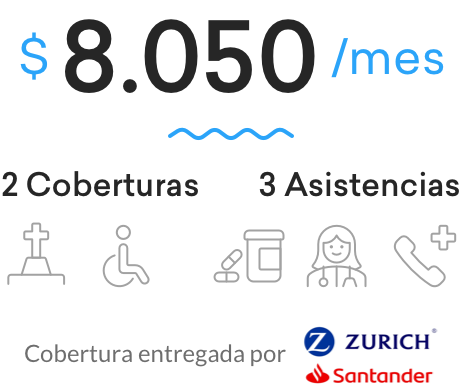 $ 8.050 /mes
2 Coberturas 3 Asistencias
Cobertura entregada por
Z ZURICH®
Santander